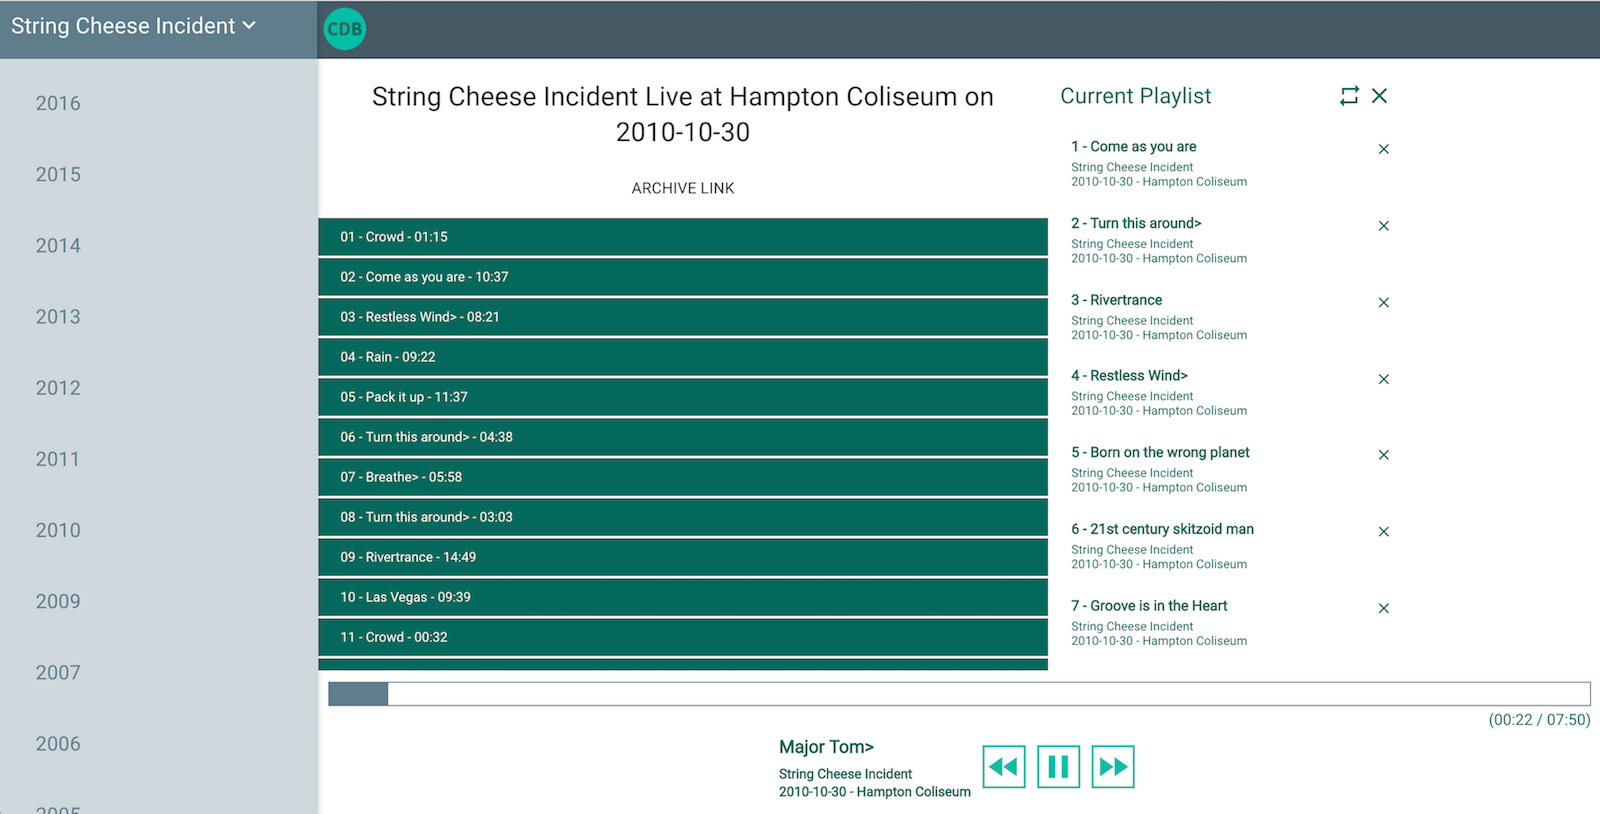 String Cheese Incident
CDB
2016
2015
2014
2013
2012
2011
2010
2009
2007
2006
2005
String Cheese Incident Live at Hampton Coliseum on
2010-10-30
ARCHIVE LINK
01 - Crowd - 01:15
02 - Come as you are - 10:37
03 - Restless Wind> - 08:21
04 - Rain - 09:22
05 - Pack it up - 11:37
06 - Turn this around> - 04:38
07 - Breathe> - 05:58
08 - Turn this around> - 03:03
09 - Rivertrance - 14:49
10 - Las Vegas - 09:39
11 - Crowd - 00:32
Current Playlist
1 - Come as you are
String Cheese Incident
2010-10-30 - Hampton Coliseum
2 - Turn this around>
String Cheese Incident
2010-10-30 - Hampton Coliseum
3 - Rivertrance
String Cheese Incident
2010-10-30 - Hampton Coliseum
4 - Restless Wind>
String Cheese Incident
2010-10-30 - Hampton Coliseum
5 - Born on the wrong planet
String Cheese Incident
2010-10-30 - Hampton Coliseum
6 - 21st century skitzoid man
String Cheese Incident
2010-10-30 - Hampton Coliseum
7 - Groove is in the Heart
String Cheese Incident
2010-10-30 - Hampton Coliseum
(00:22 / 07:50)
Major Tom>
String Cheese Incident
2010-10-30 - Hampton Coliseum